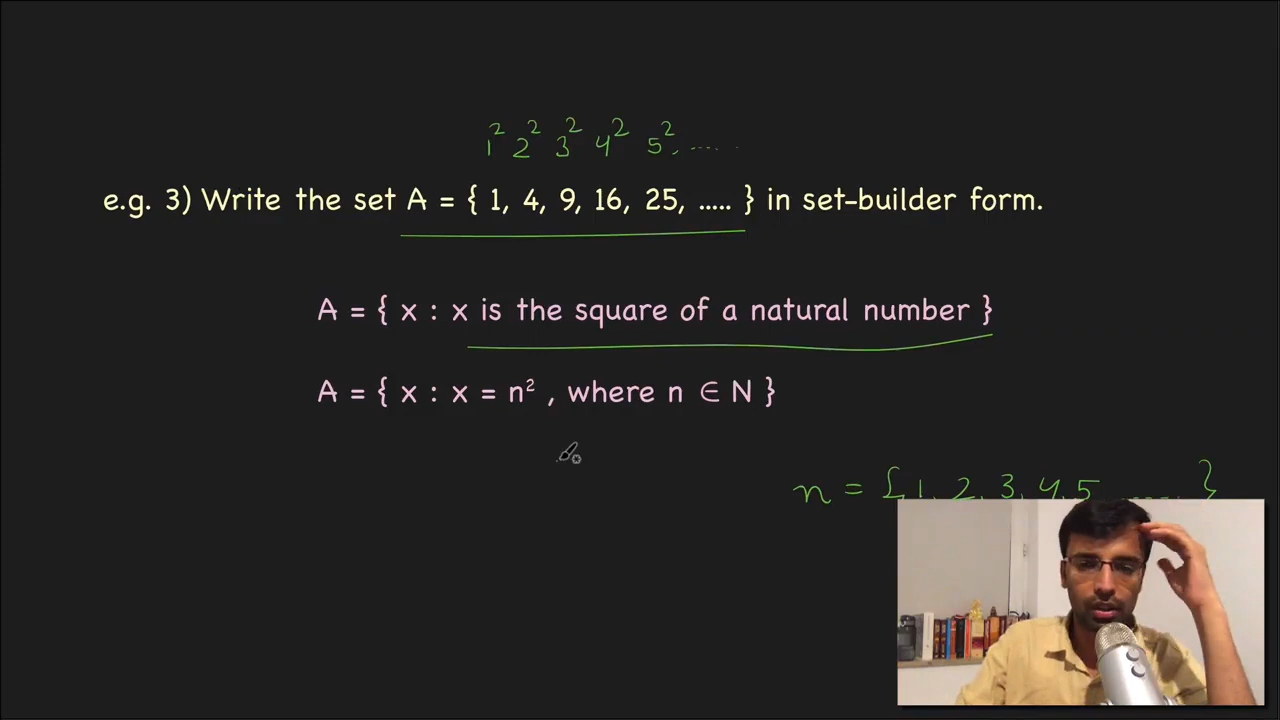 1² 2² 3² 4² 5², ....
e.g. 3) Write the set A = { 1, 4, 9, 16, 25, ..... } in set-builder form.
A = { x : x is the square of a natural number }
A = { x : x = n² , where n ∈ N }
n = { 1, 2, 3, 4, 5 ..... }